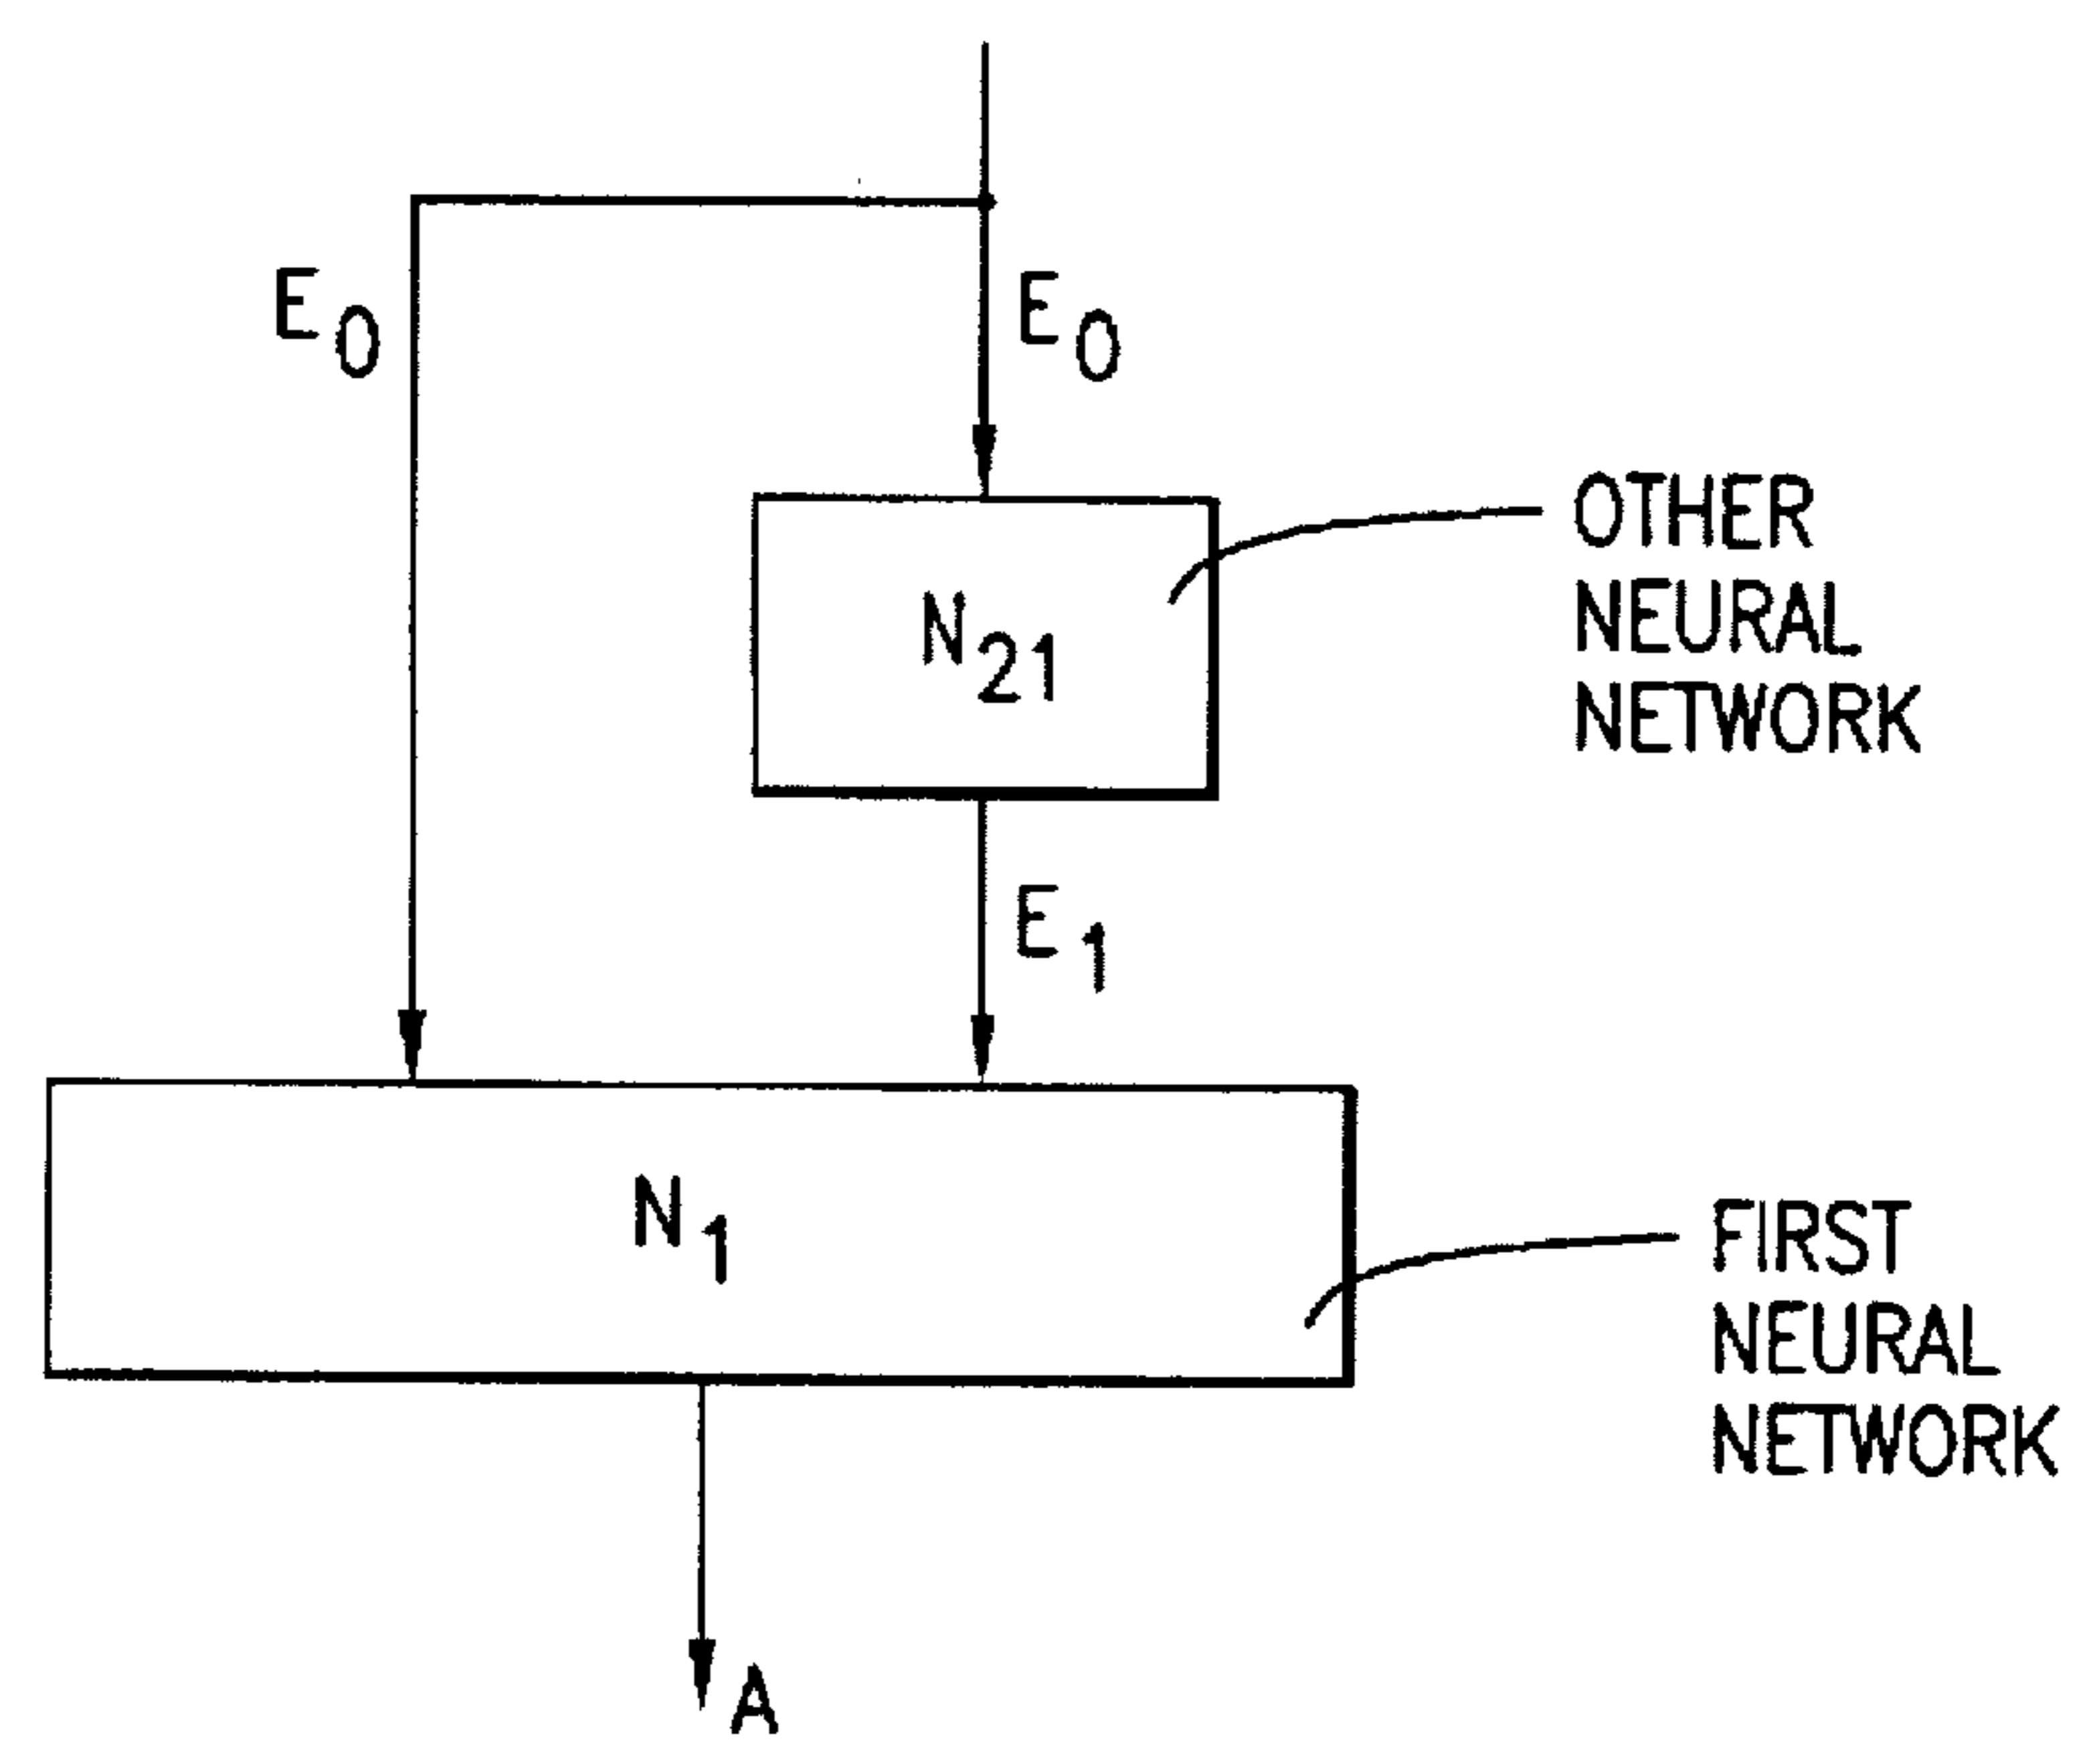 E0
E0
OTHER
NEURAL
NETWORK
N21
E1
N1
FIRST
NEURAL
NETWORK
A